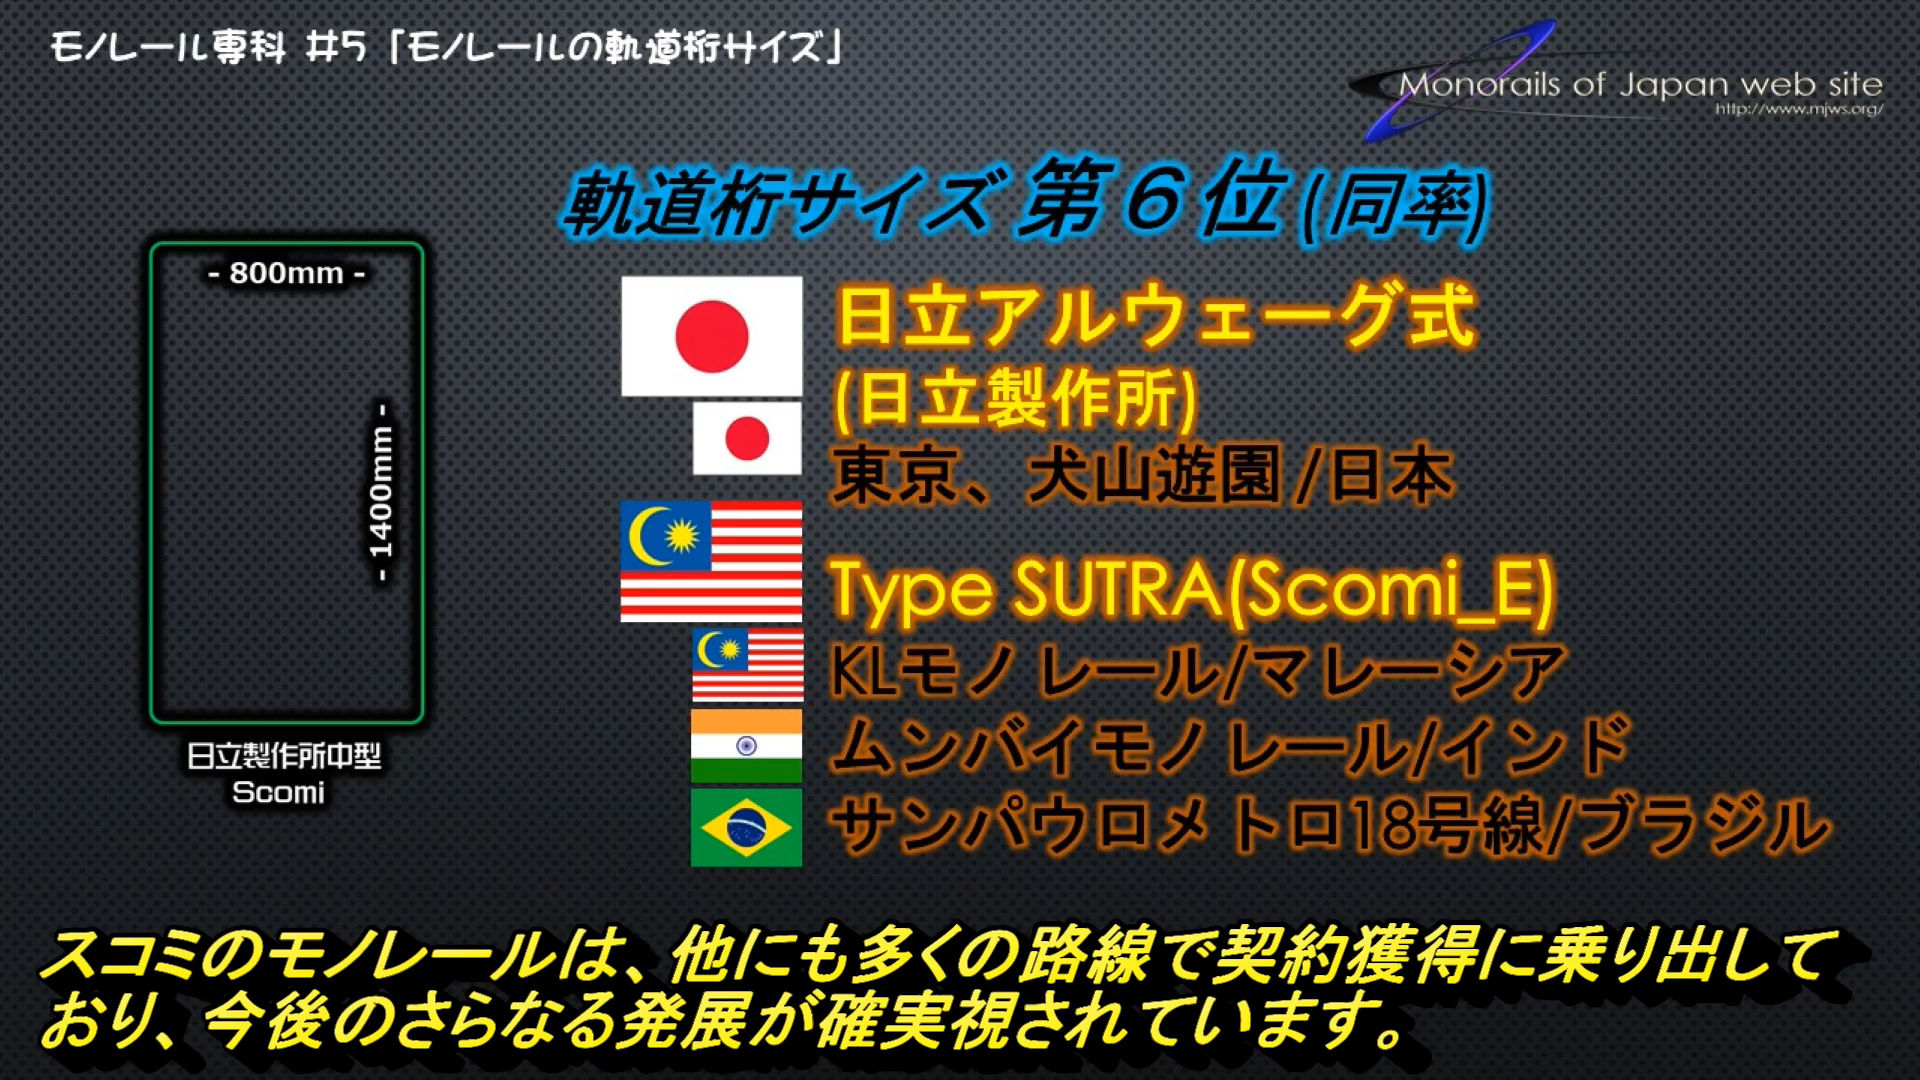 モノレール専科 #5「モノレールの軌道桁サイズ」
Monorails of Japan web site
http://www.mjws.org/
軌道桁サイズ 第6位 (同率)
- 800mm -
- 1400mm -
日立製作所中型
Scomi
日立アルウェーグ式
(日立製作所)
東京、犬山遊園/日本
Type SUTRA(Scomi_E)
KLモノレール/マレーシア
ムンバイモノレール/インド
サンパウロメトロ18号線/ブラジル
スコミのモノレールは、他にも多くの路線で契約獲得に乗り出して
おり、今後のさらなる発展が確実視されています。